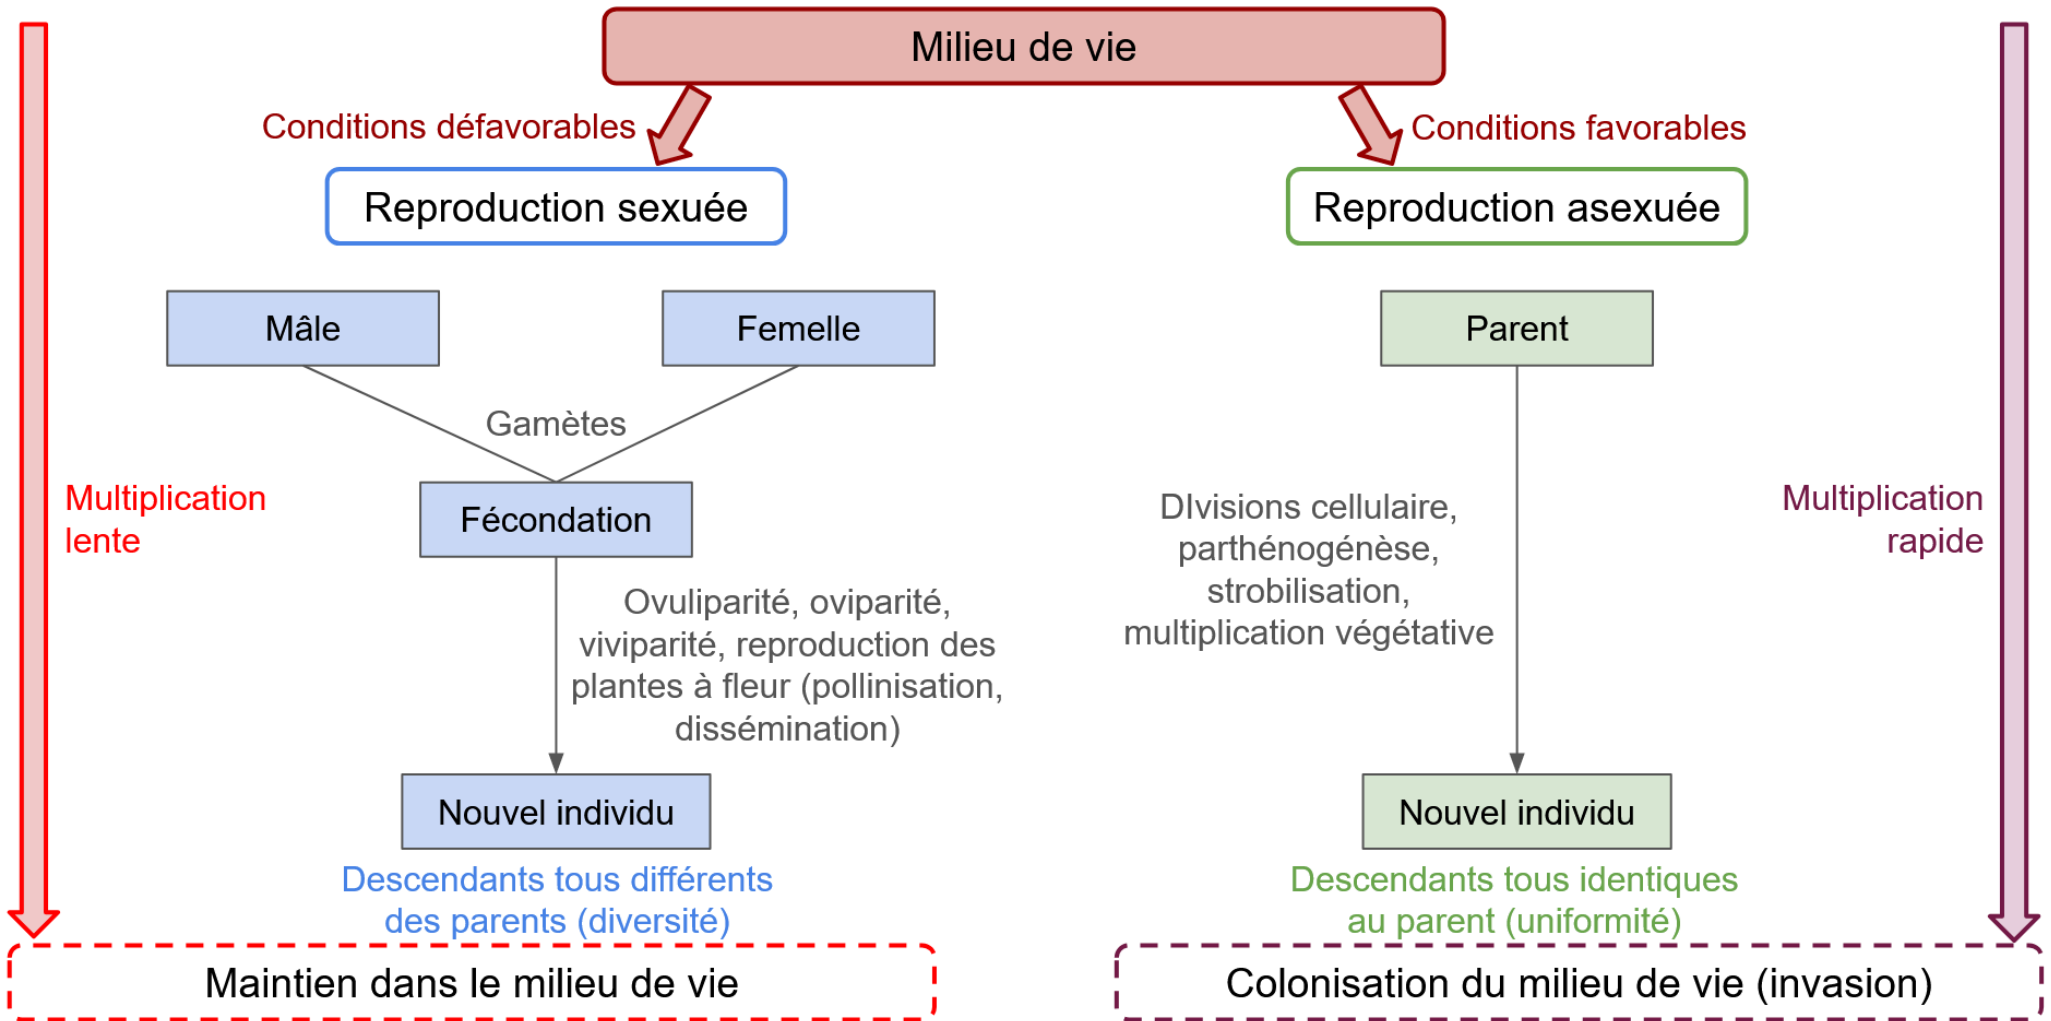 Milieu de vie
Conditions défavorables
Conditions favorables
Reproduction sexuée
Reproduction asexuée
Mâle
Femelle
Parent
Gamètes
Multiplication
lente
Fécondation
DIvisions cellulaire,
parthénogénèse,
strobilisation,
multiplication végétative
Multiplication
rapide
Ovuliparité, oviparité,
viviparité, reproduction des
plantes à fleur (pollinisation,
dissémination)
Nouvel individu
Nouvel individu
Descendants tous différents
des parents (diversité)
Descendants tous identiques
au parent (uniformité)
Maintien dans le milieu de vie
Colonisation du milieu de vie (invasion)